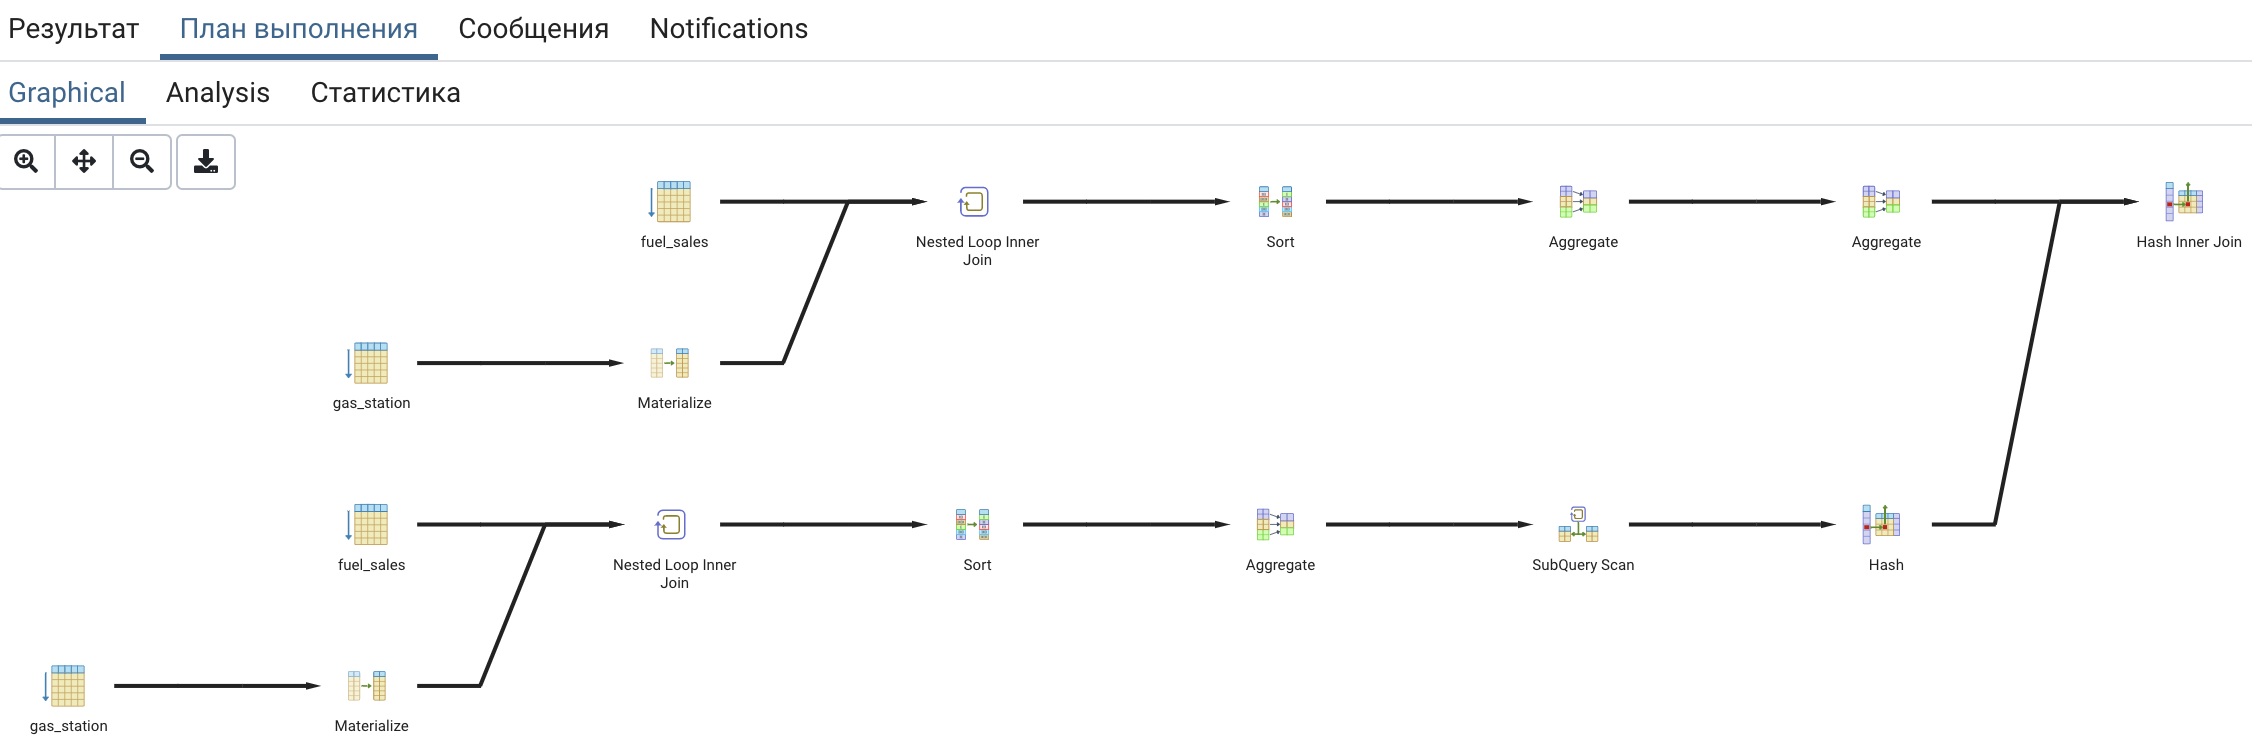 Результат План выполнения Сообщения Notifications
Graphical Analysis Статистика
fuel_sales
Nested Loop Inner
Join
Sort
Aggregate
Aggregate
Hash Inner Join
gas_station
Materialize
fuel_sales
Nested Loop Inner
Join
Sort
Aggregate
SubQuery Scan
Hash
gas_station
Materialize